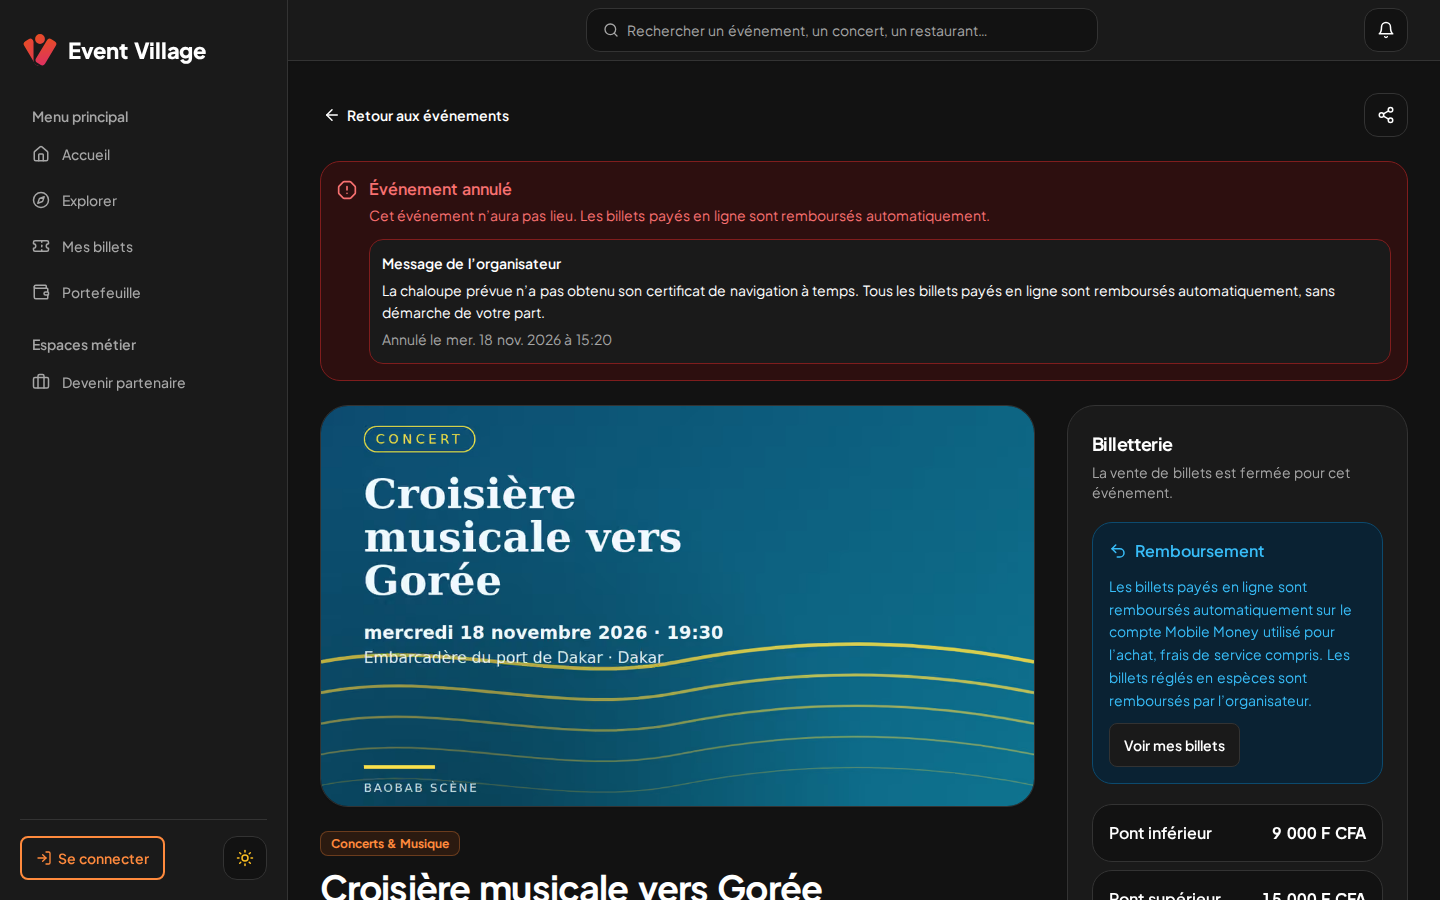 Event Village
Rechercher un événement, un concert, un restaurant…
Menu principal
Accueil
Explorer
Mes billets
Portefeuille
Espaces métier
Devenir partenaire
Se connecter
Retour aux événements
Événement annulé
Cet événement n’aura pas lieu. Les billets payés en ligne sont remboursés automatiquement.
Message de l’organisateur
La chaloupe prévue n’a pas obtenu son certificat de navigation à temps. Tous les billets payés en ligne sont remboursés automatiquement, sans
démarche de votre part.
Annulé le mer. 18 nov. 2026 à 15:20
CONCERT
Croisière
musicale vers
Gorée
mercredi 18 novembre 2026 · 19:30
Embarcadère du port de Dakar · Dakar
BAOBAB SCÈNE
Concerts & Musique
Croisière musicale vers Gorée
Billetterie
La vente de billets est fermée pour cet
événement.
Remboursement
Les billets payés en ligne sont
remboursés automatiquement sur le
compte Mobile Money utilisé pour
l’achat, frais de service compris. Les
billets réglés en espèces sont
remboursés par l’organisateur.
Voir mes billets
Pont inférieur 9 000 F CFA
Pont supérieur 15 000 F CFA